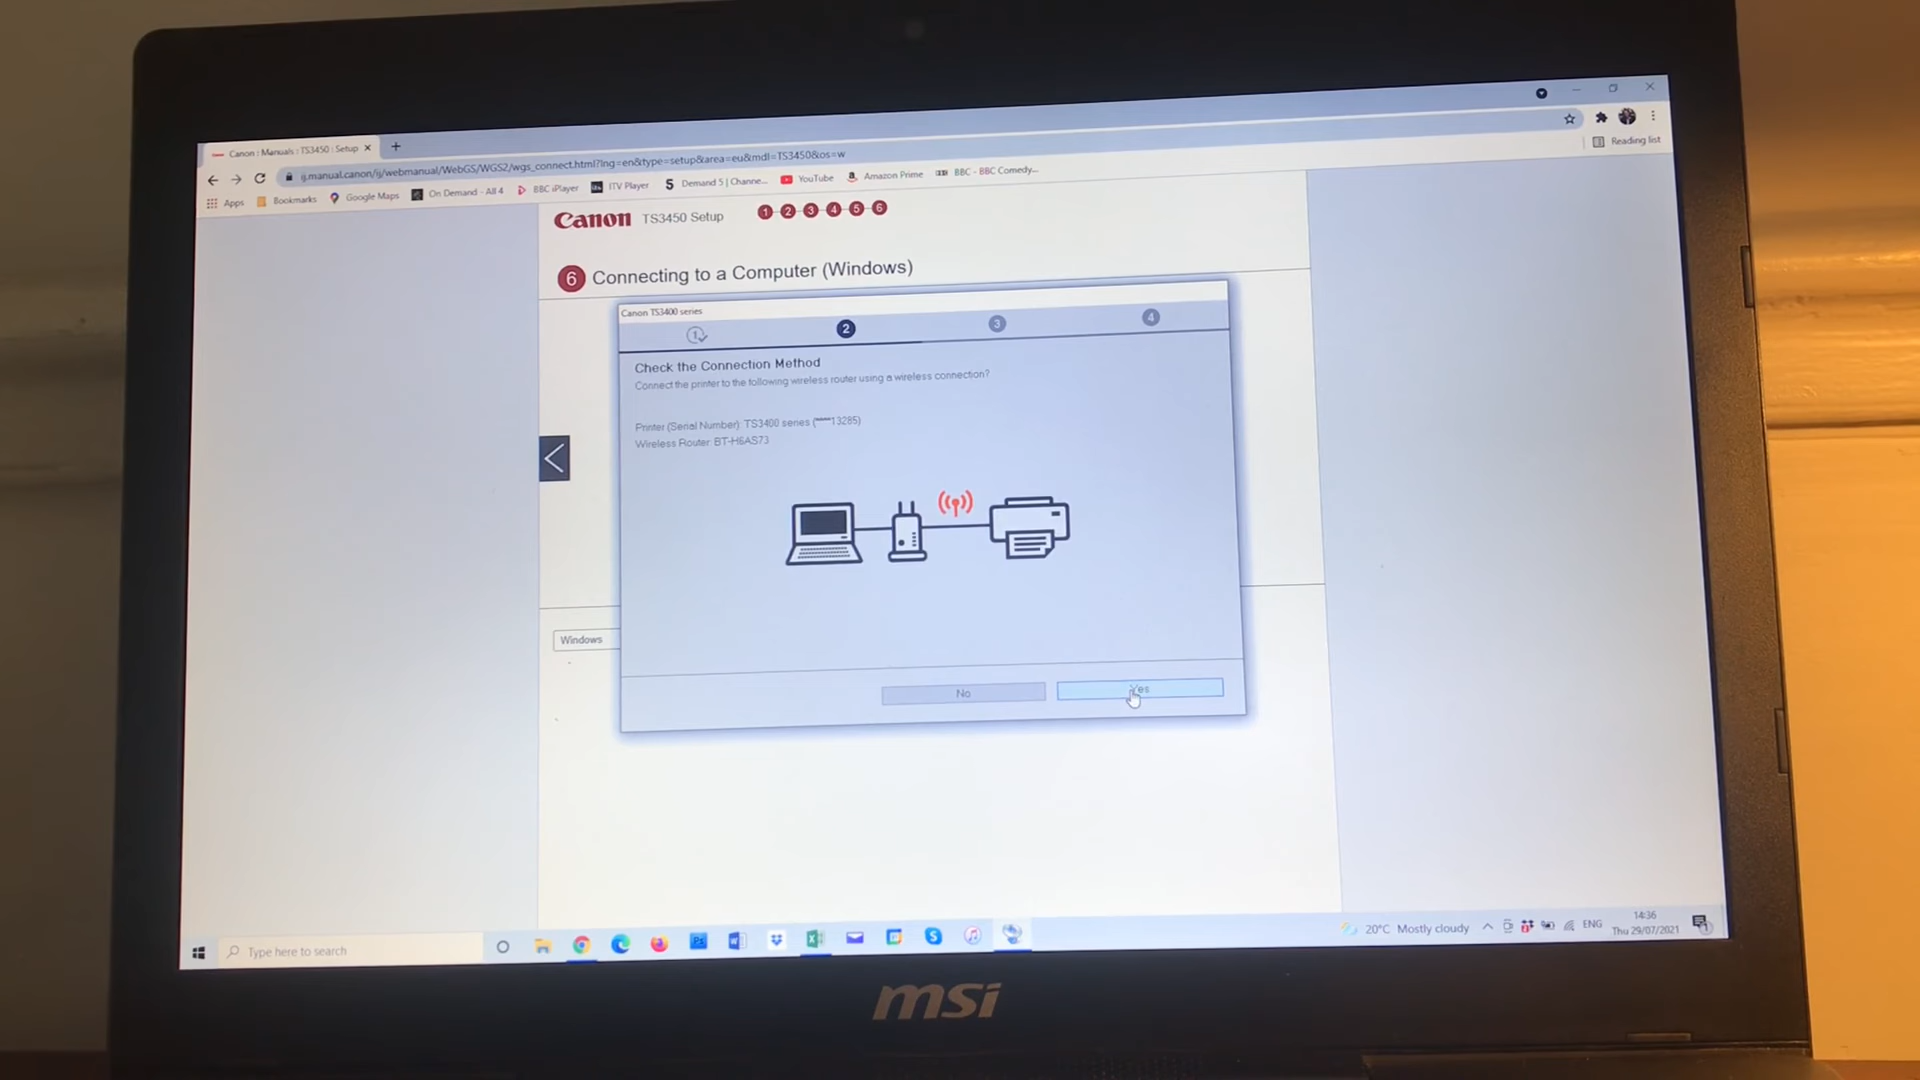 Canon : Manuals : TS3450 : Setup
ij.manual.canon/ij/webmanual/WebGS/WGS2/wgs_connect.html?lng=en&type=setup&area=eu&mdl=TS3450&os=w
Reading list
Apps Bookmarks Google Maps On Demand - All 4 BBC iPlayer ITV Player Demand 5 | Channe... YouTube Amazon Prime BBC - BBC Comedy...
Canon TS3450 Setup 1 2 3 4 5 6
6 Connecting to a Computer (Windows)
Canon TS3400 series
1 2 3 4
Check the Connection Method
Connect the printer to the following wireless router using a wireless connection?
Printer (Serial Number): TS3400 series (*****13285)
Wireless Router: BT-H6AS73
Windows
No Yes
Type here to search
20°C Mostly cloudy ENG
14:36
Thu 29/07/2021
msi